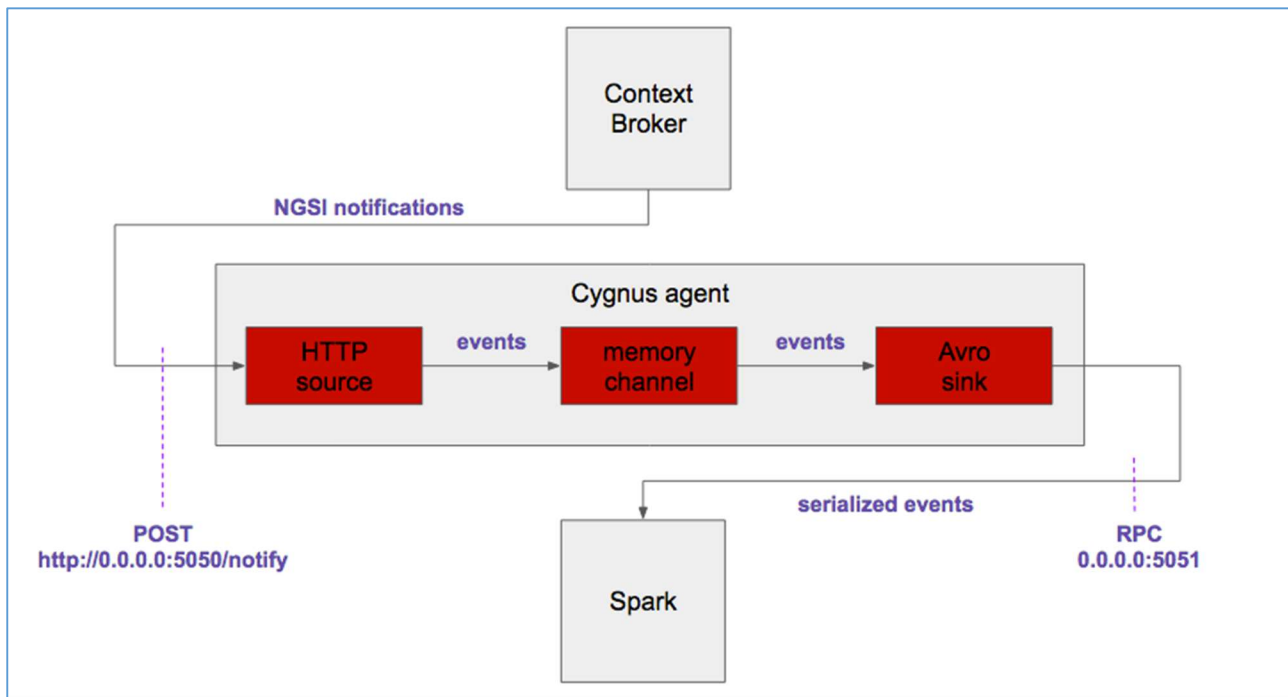 Context
Broker
NGSI notifications
Cygnus agent
HTTP
source
events
memory
channel
events
Avro
sink
serialized events
POST
http://0.0.0.0:5050/notify
RPC
0.0.0.0:5051
Spark